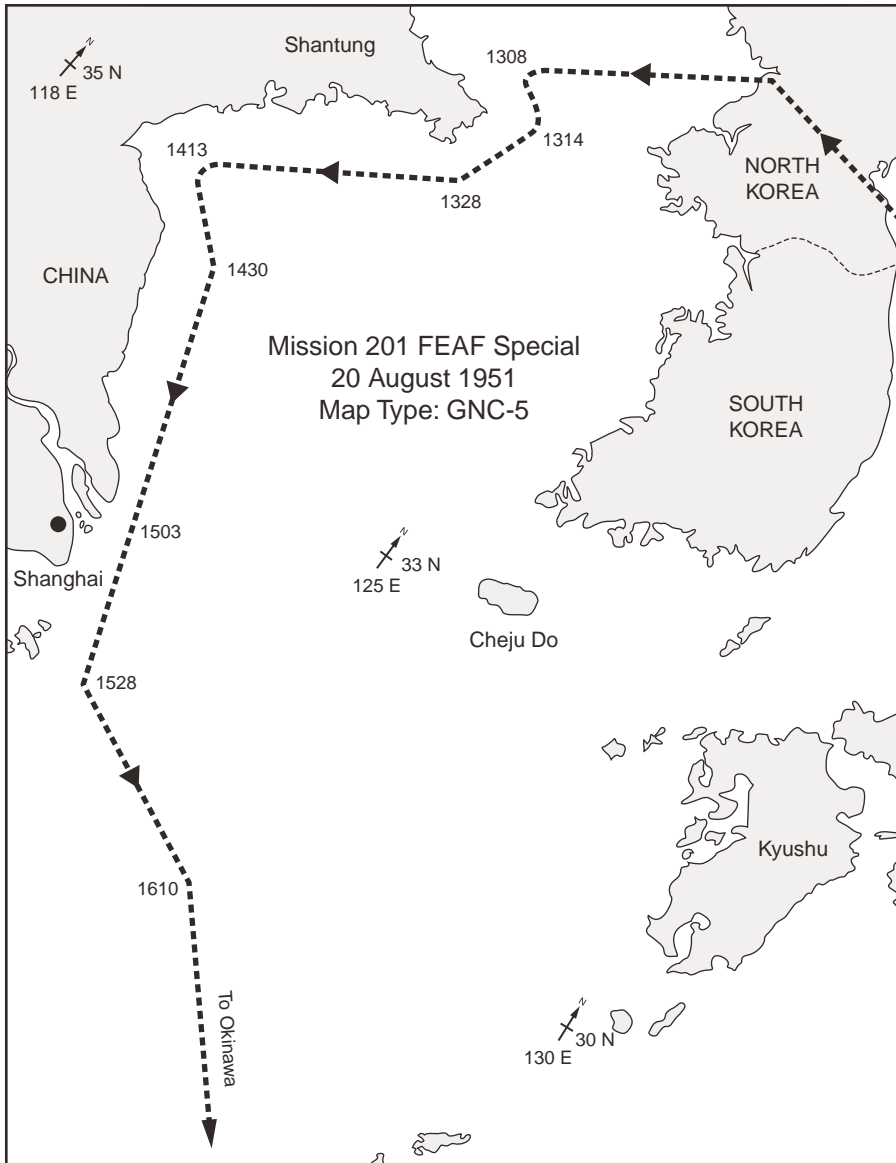 Shantung
N
35 N
118 E
1308
1314
1413
1328
NORTH
KOREA
CHINA
1430
Mission 201 FEAF Special
20 August 1951
Map Type: GNC-5
SOUTH
KOREA
1503
N
33 N
125 E
Shanghai
Cheju Do
1528
Kyushu
1610
To Okinawa
N
30 N
130 E